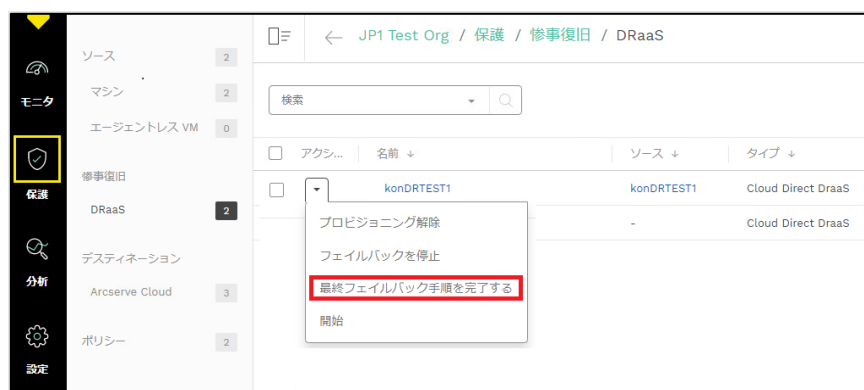 モニタ
保護
分析
設定
ソース 2
マシン 2
エージェントレス VM 0
惨事復旧
DRaaS 2
デスティネーション
Arcserve Cloud 3
ポリシー 2
← JP1 Test Org / 保護 / 惨事復旧 / DRaaS
検索
アクシ... 名前 ↓ ソース ↓ タイプ ↓
konDRTEST1 konDRTEST1 Cloud Direct DraaS
- Cloud Direct DraaS
プロビジョニング解除
フェイルバックを停止
最終フェイルバック手順を完了する
開始